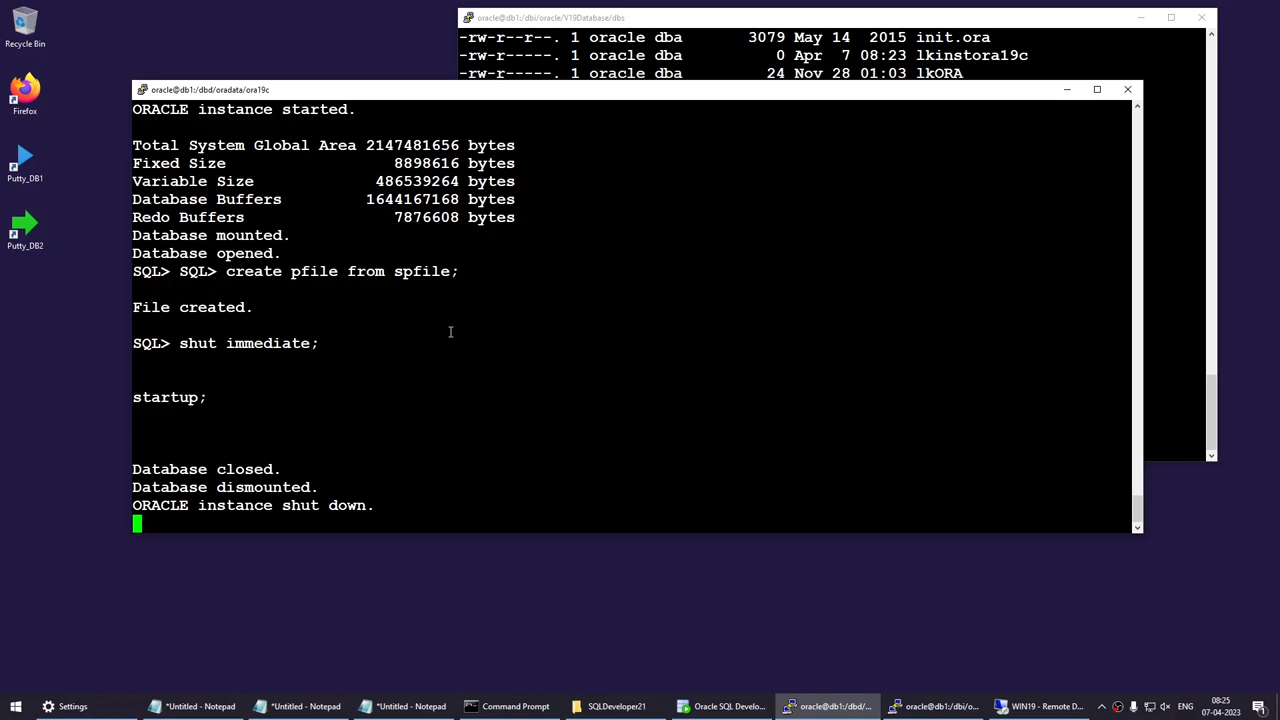 Recycle Bin
Firefox
Putty_DB1
Putty_DB2
oracle@db1:/dbi/oracle/V19Database/dbs
-rw-r--r--. 1 oracle dba       3079 May 14  2015 init.ora
-rw-r-----. 1 oracle dba          0 Apr  7 08:23 lkinstora19c
-rw-r-----. 1 oracle dba         24 Nov 28 01:03 lkORA
oracle@db1:/dbd/oradata/ora19c
ORACLE instance started.
Total System Global Area 2147481656 bytes
Fixed Size                  8898616 bytes
Variable Size             486539264 bytes
Database Buffers         1644167168 bytes
Redo Buffers                7876608 bytes
Database mounted.
Database opened.
SQL> SQL> create pfile from spfile;
File created.
SQL> shut immediate;
startup;
Database closed.
Database dismounted.
ORACLE instance shut down.
Settings
*Untitled - Notepad
*Untitled - Notepad
*Untitled - Notepad
Command Prompt
SQLDeveloper21
Oracle SQL Develo...
oracle@db1:/dbd/...
oracle@db1:/dbi/o...
WIN19 - Remote D...
ENG
08:25
07-04-2023
1